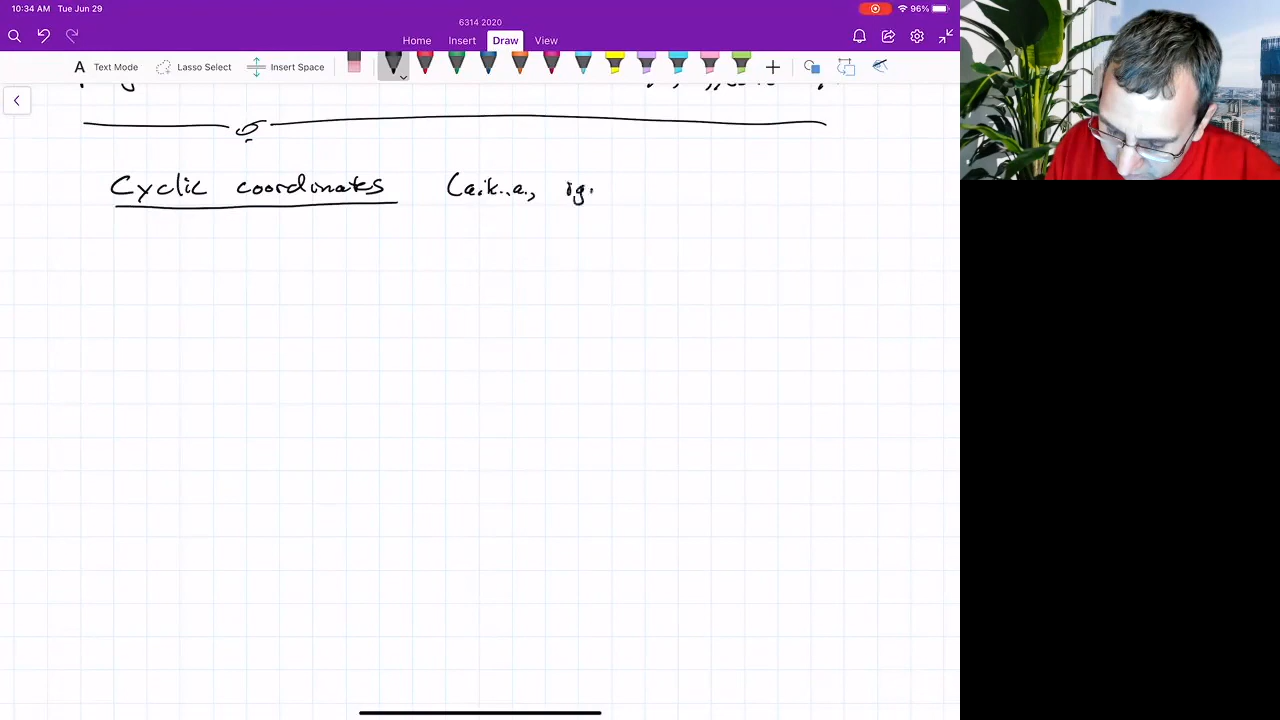 10:34 AM Tue Jun 29
96%
6314 2020
Home Insert Draw View
A Text Mode Lasso Select Insert Space
Cyclic coordinates (a.k.a., ig